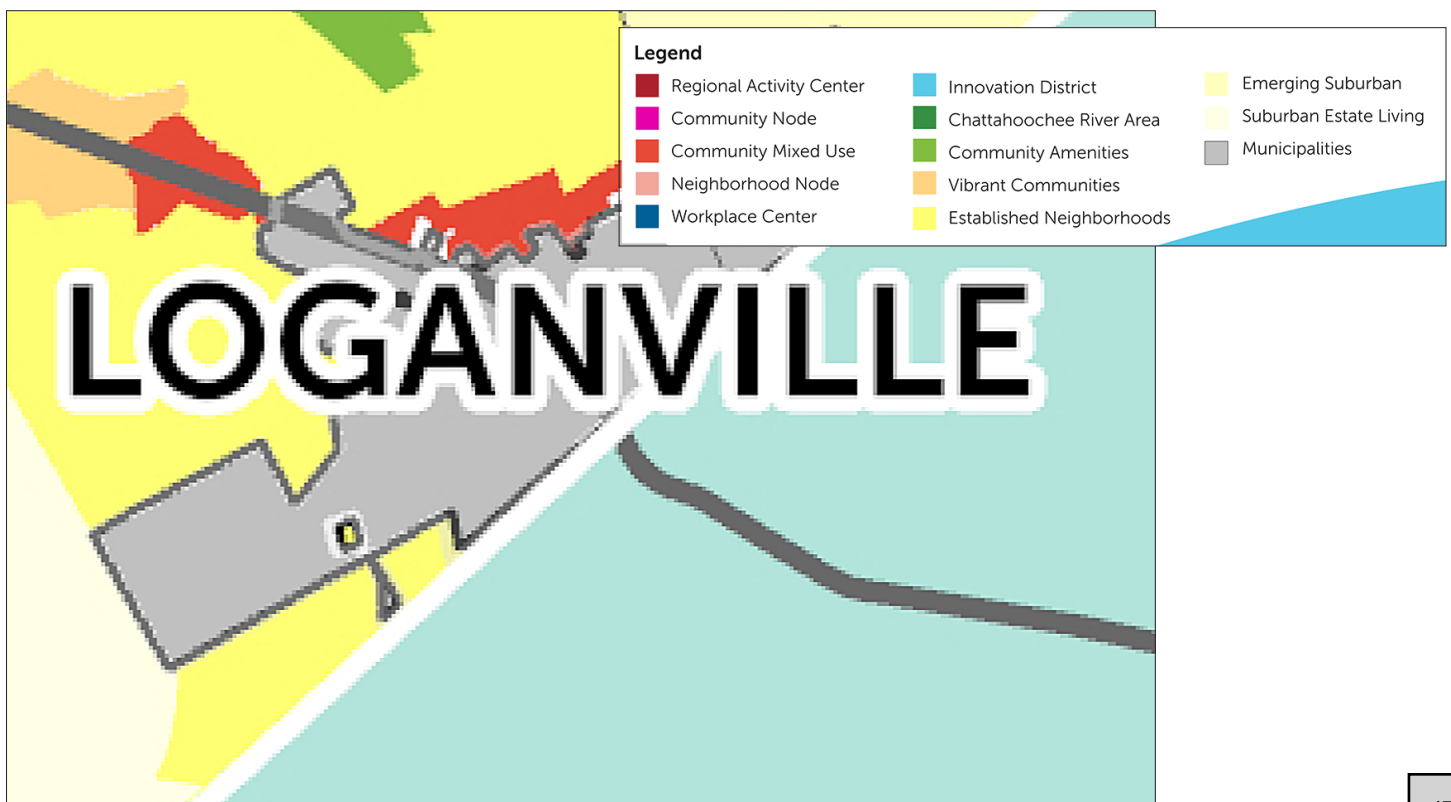 Legend
Regional Activity Center
Community Node
Community Mixed Use
Neighborhood Node
Workplace Center
Innovation District
Chattahoochee River Area
Community Amenities
Vibrant Communities
Established Neighborhoods
Emerging Suburban
Suburban Estate Living
Municipalities
LOGANVILLE